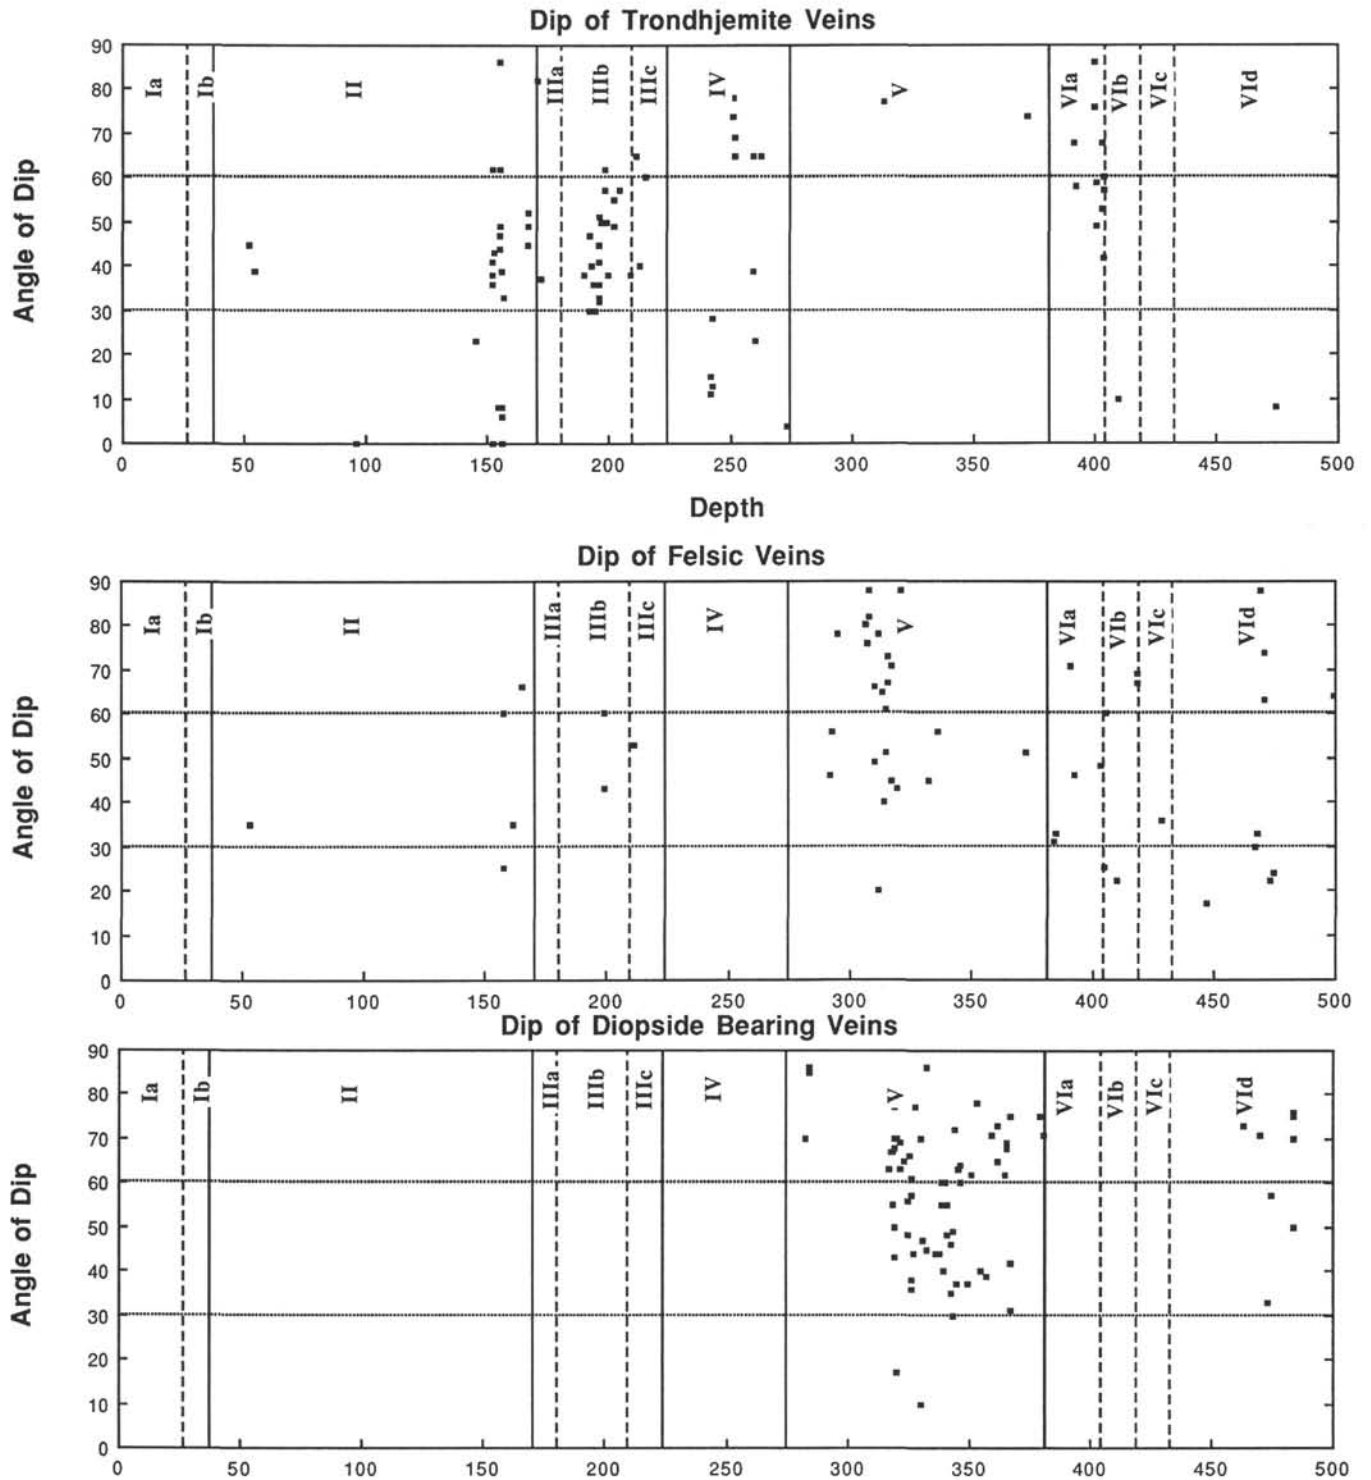 Dip of Trondhjemite Veins
90
80
70
60
50
40
30
20
10
0
Angle of Dip
Ia Ib II IIIa IIIb IIIc IV V VIa VIb VIc VId
0 50 100 150 200 250 300 350 400 450 500
Depth
Dip of Felsic Veins
90
80
70
60
50
40
30
20
10
0
Angle of Dip
Ia Ib II IIIa IIIb IIIc IV V VIa VIb VIc VId
0 50 100 150 200 250 300 350 400 450 500
Dip of Diopside Bearing Veins
90
80
70
60
50
40
30
20
10
0
Angle of Dip
Ia Ib II IIIa IIIb IIIc IV V VIa VIb VIc VId
0 50 100 150 200 250 300 350 400 450 500